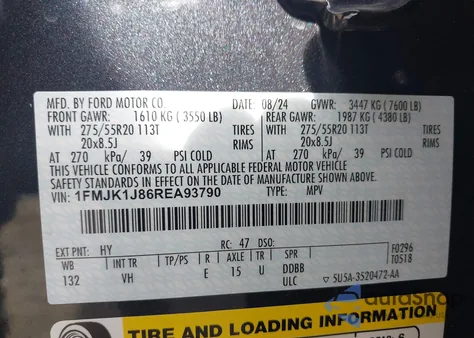 MFD. BY FORD MOTOR CO. DATE: 08/24 GVWR: 3447 KG (7600 LB)
FRONT GAWR: 1610 KG (3550 LB) REAR GAWR: 1987 KG (4380 LB)
WITH 275/55R20 113T TIRES WITH 275/55R20 113T TIRES
20x8.5J RIMS 20x8.5J RIMS
AT 270 kPa/ 39 PSI COLD AT 270 kPa/ 39 PSI COLD
THIS VEHICLE CONFORMS TO ALL APPLICABLE FEDERAL MOTOR VEHICLE
SAFETY STANDARDS IN EFFECT ON THE DATE OF MANUFACTURE SHOWN ABOVE.
VIN: 1FMJK1J86REA93790 TYPE: MPV
EXT PNT: HY RC: 47 DSO: F0296
WB INT TR TP/PS R AXLE TR SPR T0518
132 VH E 15 U DDBB
ULC ▽ 5U5A-3520472-AA
autoshop
TIRE AND LOADING INFORMATION